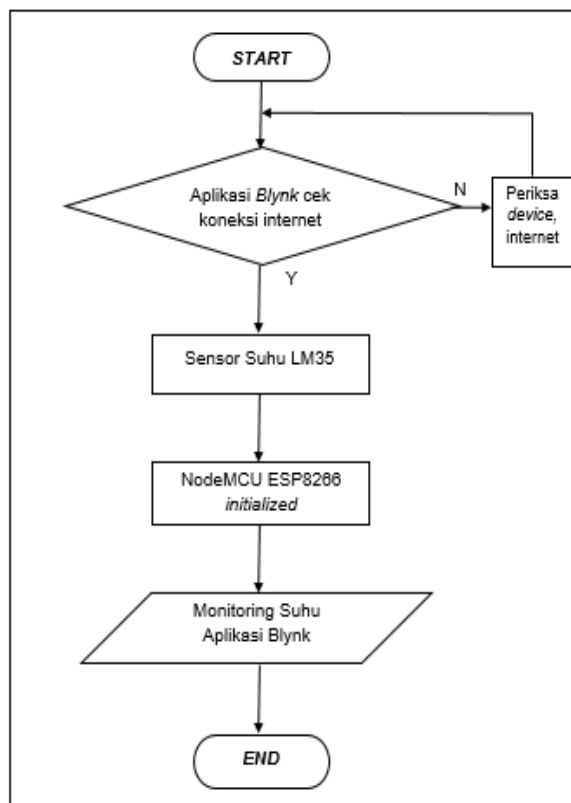 START
Aplikasi Blynk cek
koneksi internet
N
Periksa
device,
internet
Y
Sensor Suhu LM35
NodeMCU ESP8266
initialized
Monitoring Suhu
Aplikasi Blynk
END